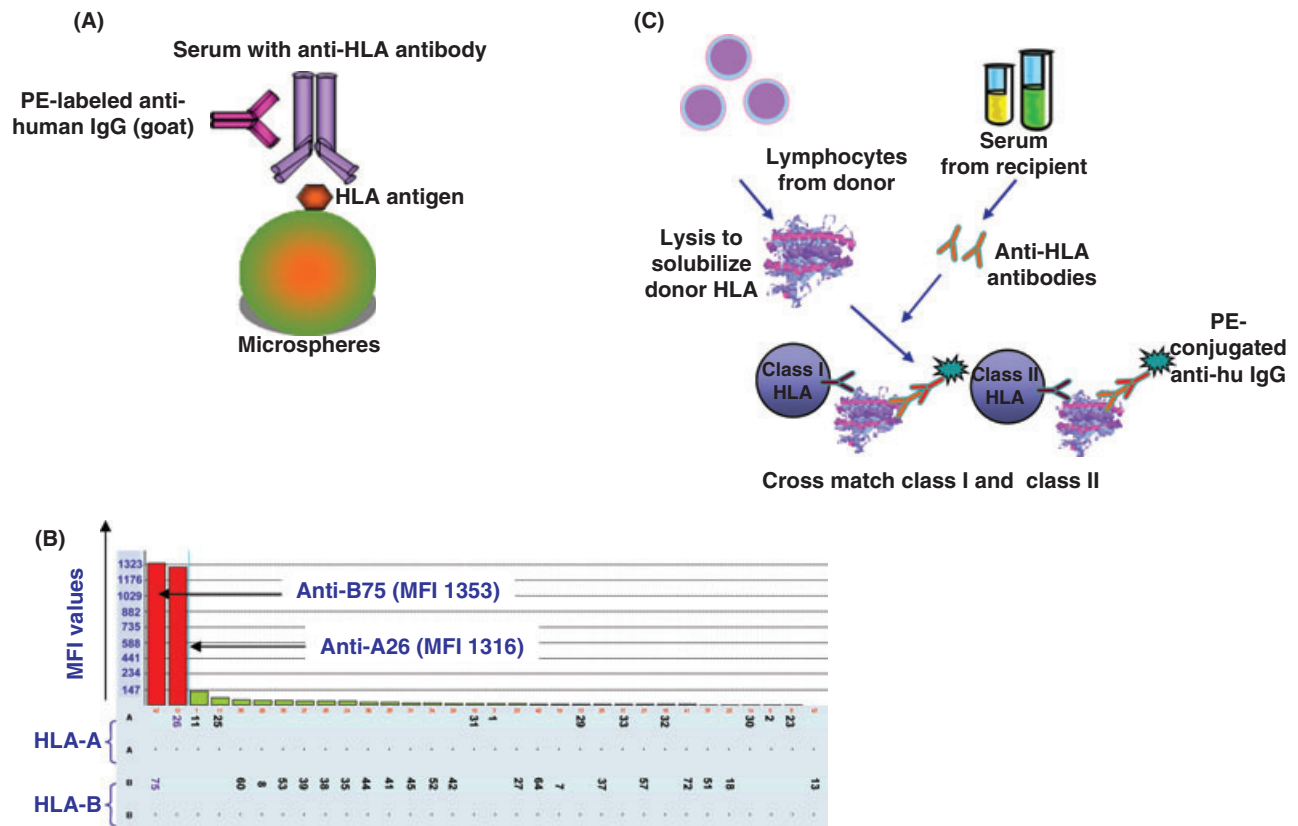 (A)
Serum with anti-HLA antibody
PE-labeled anti-
human IgG (goat)
HLA antigen
Microspheres
(C)
Lymphocytes
from donor
Serum
from recipient
Lysis to
solubilize
donor HLA
Anti-HLA
antibodies
PE-
conjugated
anti-hu IgG
Class I
HLA
Class II
HLA
Cross match class I and class II
(B)
MFI values
1323
1176
1029
882
735
588
441
234
147
Anti-B75 (MFI 1353)
Anti-A26 (MFI 1316)
HLA-A
A 26 11 25 31 1 29 33 32 30 2 23
A
HLA-B
B 75 60 8 53 39 38 35 44 41 45 52 42 27 64 7 37 57 72 51 18 13
B